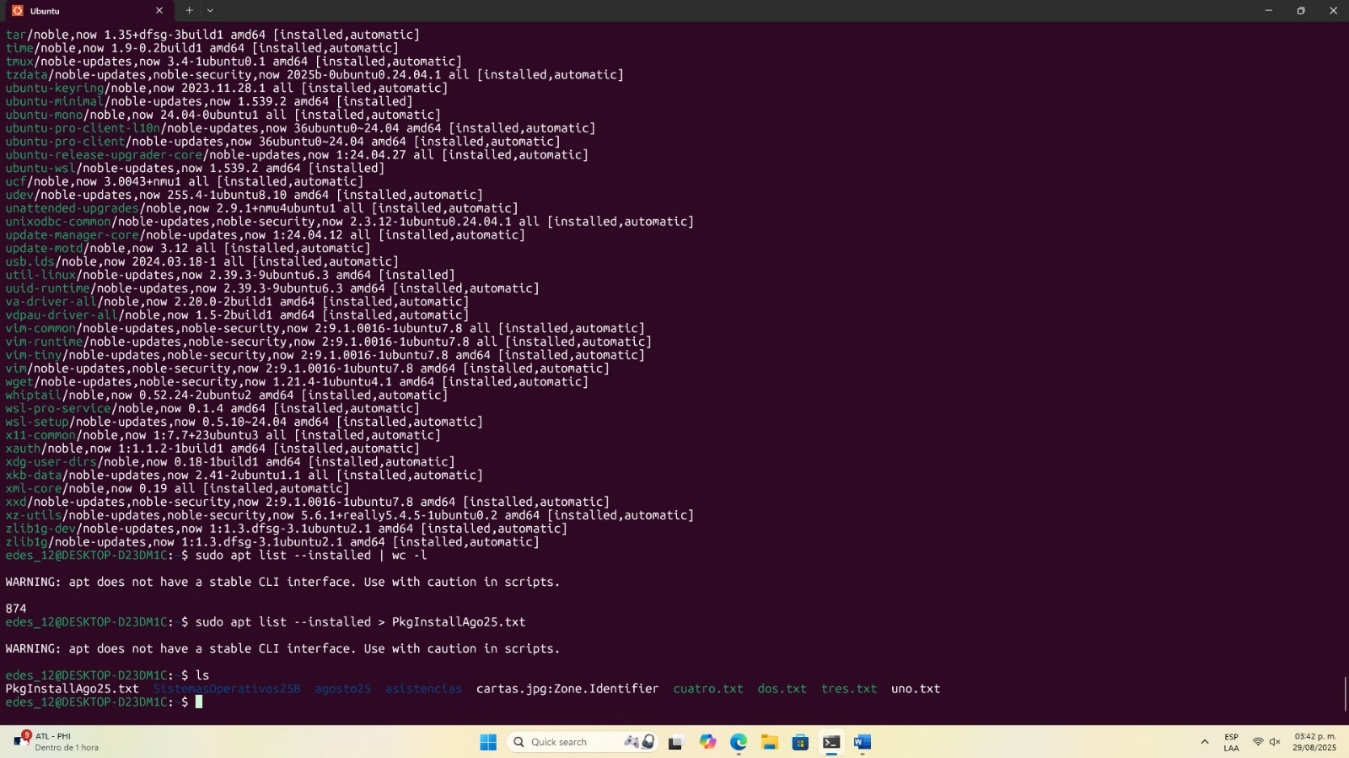 Ubuntu
tar/noble,now 1.35+dfsg-3build1 amd64 [installed,automatic]
time/noble,now 1.9-0.2build1 amd64 [installed,automatic]
tmux/noble-updates,now 3.4-1ubuntu0.1 amd64 [installed,automatic]
tzdata/noble-updates,noble-security,now 2025b-0ubuntu0.24.04.1 all [installed,automatic]
ubuntu-keyring/noble,now 2023.11.28.1 all [installed,automatic]
ubuntu-minimal/noble-updates,now 1.539.2 amd64 [installed]
ubuntu-mono/noble,now 24.04-0ubuntu1 all [installed,automatic]
ubuntu-pro-client-l10n/noble-updates,now 36ubuntu0~24.04 amd64 [installed,automatic]
ubuntu-pro-client/noble-updates,now 36ubuntu0~24.04 amd64 [installed,automatic]
ubuntu-release-upgrader-core/noble-updates,now 1:24.04.27 all [installed,automatic]
ubuntu-wsl/noble-updates,now 1.539.2 amd64 [installed]
ucf/noble,now 3.0043+nmu1 all [installed,automatic]
udev/noble-updates,now 255.4-1ubuntu8.10 amd64 [installed,automatic]
unattended-upgrades/noble,now 2.9.1+nmu4ubuntu1 all [installed,automatic]
unixodbc-common/noble-updates,noble-security,now 2.3.12-1ubuntu0.24.04.1 all [installed,automatic]
update-manager-core/noble-updates,now 1:24.04.12 all [installed,automatic]
update-motd/noble,now 3.12 all [installed,automatic]
usb.ids/noble,now 2024.03.18-1 all [installed,automatic]
util-linux/noble-updates,now 2.39.3-9ubuntu6.3 amd64 [installed]
uuid-runtime/noble-updates,now 2.39.3-9ubuntu6.3 amd64 [installed,automatic]
va-driver-all/noble,now 2.20.0-2build1 amd64 [installed,automatic]
vdpau-driver-all/noble,now 1.5-2build1 amd64 [installed,automatic]
vim-common/noble-updates,noble-security,now 2:9.1.0016-1ubuntu7.8 all [installed,automatic]
vim-runtime/noble-updates,noble-security,now 2:9.1.0016-1ubuntu7.8 all [installed,automatic]
vim-tiny/noble-updates,noble-security,now 2:9.1.0016-1ubuntu7.8 amd64 [installed,automatic]
vim/noble-updates,noble-security,now 2:9.1.0016-1ubuntu7.8 amd64 [installed,automatic]
wget/noble-updates,noble-security,now 1.21.4-1ubuntu4.1 amd64 [installed,automatic]
whiptail/noble,now 0.52.24-2ubuntu2 amd64 [installed,automatic]
wsl-pro-service/noble,now 0.1.4 amd64 [installed,automatic]
wsl-setup/noble-updates,now 0.5.10~24.04 amd64 [installed,automatic]
x11-common/noble,now 1:7.7+23ubuntu3 all [installed,automatic]
xauth/noble,now 1:1.1.2-1build1 amd64 [installed,automatic]
xdg-user-dirs/noble,now 0.18-1build1 amd64 [installed,automatic]
xkb-data/noble-updates,now 2.41-2ubuntu1.1 all [installed,automatic]
xml-core/noble,now 0.19 all [installed,automatic]
xxd/noble-updates,noble-security,now 2:9.1.0016-1ubuntu7.8 amd64 [installed,automatic]
xz-utils/noble-updates,noble-security,now 5.6.1+really5.4.5-1ubuntu0.2 amd64 [installed,automatic]
zlib1g-dev/noble-updates,now 1:1.3.dfsg-3.1ubuntu2.1 amd64 [installed,automatic]
zlib1g/noble-updates,now 1:1.3.dfsg-3.1ubuntu2.1 amd64 [installed,automatic]
edes_12@DESKTOP-D23DM1C:~$ sudo apt list --installed | wc -l
WARNING: apt does not have a stable CLI interface. Use with caution in scripts.
874
edes_12@DESKTOP-D23DM1C:~$ sudo apt list --installed > PkgInstallAgo25.txt
WARNING: apt does not have a stable CLI interface. Use with caution in scripts.
edes_12@DESKTOP-D23DM1C:~$ ls
PkgInstallAgo25.txt SistemasOperativos25B agosto25 asistencias cartas.jpg:Zone.Identifier cuatro.txt dos.txt tres.txt uno.txt
edes_12@DESKTOP-D23DM1C:~$
9 ATL - PHI
Dentro de 1 hora
Quick search
ESP
LAA
03:42 p. m.
29/08/2025